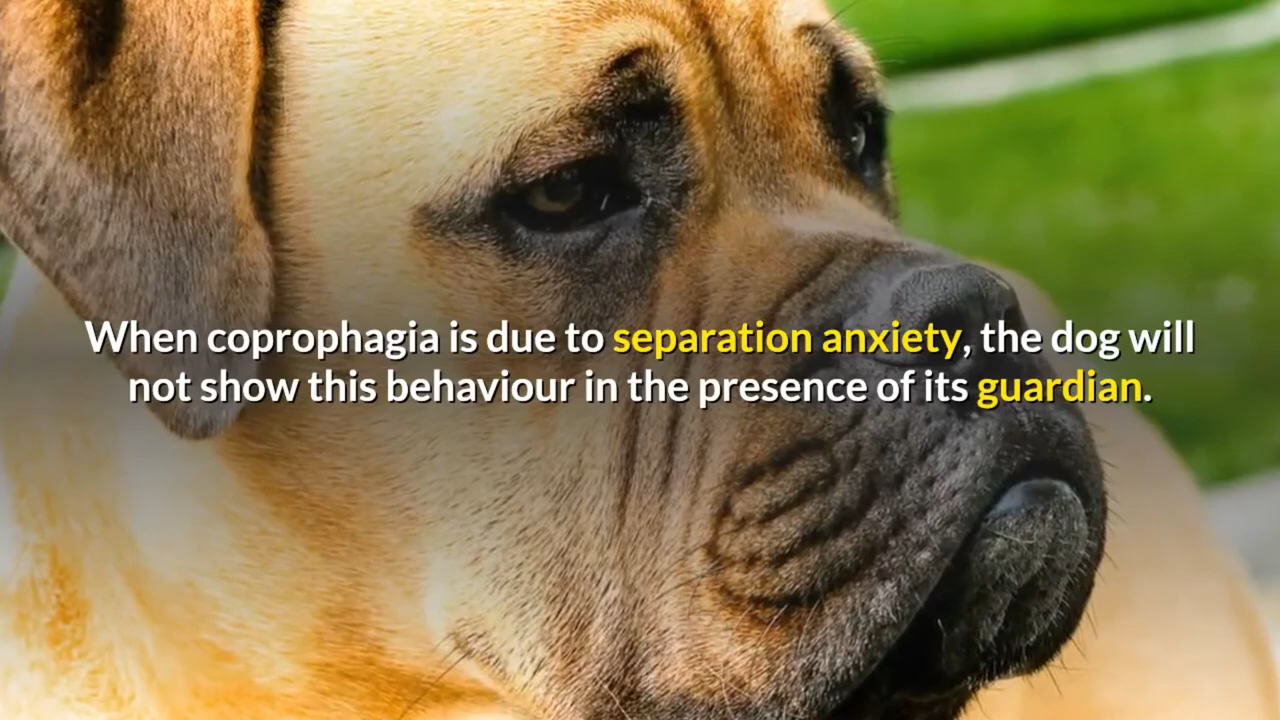 When coprophagia is due to separation anxiety, the dog will
not show this behaviour in the presence of its guardian.